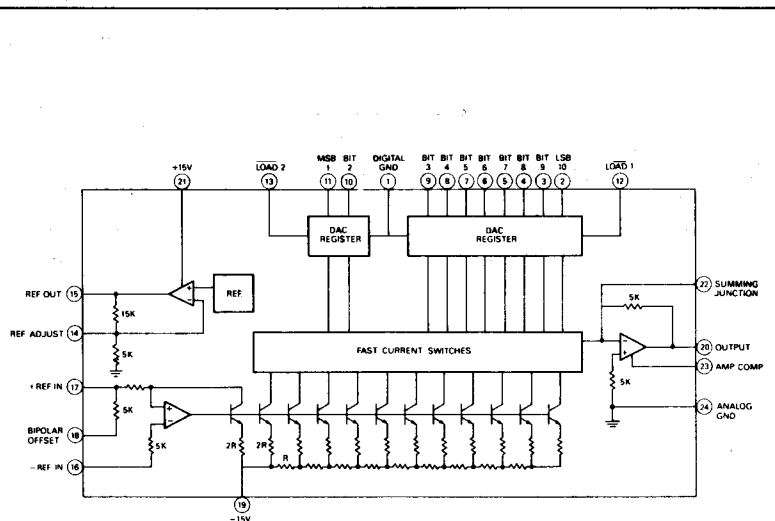 +15V
21
LOAD 2
13
MSB 1
11
BIT 2
10
DIGITAL GND
1
BIT 3
9
BIT 4
8
BIT 5
7
BIT 6
6
BIT 7
5
BIT 8
4
BIT 9
3
LSB 10
2
LOAD 1
12
DAC REGISTER
DAC REGISTER
REF OUT 15
REF
15K
REF ADJUST 14
5K
FAST CURRENT SWITCHES
22 SUMMING JUNCTION
5K
20 OUTPUT
23 AMP COMP
5K
24 ANALOG GND
+ REF IN 17
5K
BIPOLAR OFFSET 18
5K
– REF IN 16
2R
2R
R
19
–15V